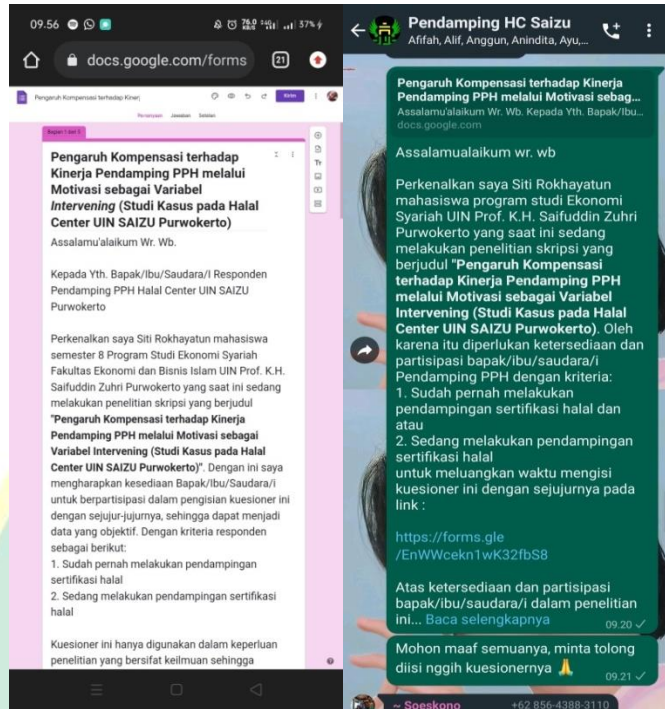 09.56
76.0 KB/S
37%
docs.google.com/forms
21
Pengaruh Kompensasi terhadap Kinerj
Kirim
Pertanyaan Jawaban Setelan
Bagian 1 dari 5
Pengaruh Kompensasi terhadap
Kinerja Pendamping PPH melalui
Motivasi sebagai Variabel
Intervening (Studi Kasus pada Halal
Center UIN SAIZU Purwokerto)
Assalamu'alaikum Wr. Wb.
Kepada Yth. Bapak/Ibu/Saudara/I Responden
Pendamping PPH Halal Center UIN SAIZU
Purwokerto
Perkenalkan saya Siti Rokhayatun mahasiswa
semester 8 Program Studi Ekonomi Syariah
Fakultas Ekonomi dan Bisnis Islam UIN Prof. K.H.
Saifuddin Zuhri Purwokerto yang saat ini sedang
melakukan penelitian skripsi yang berjudul
"Pengaruh Kompensasi terhadap Kinerja
Pendamping PPH melalui Motivasi sebagai
Variabel Intervening (Studi Kasus pada Halal
Center UIN SAIZU Purwokerto)". Dengan ini saya
mengharapkan kesediaan Bapak/Ibu/Saudara/i
untuk berpartisipasi dalam pengisian kuesioner ini
dengan sejujur-jujurnya, sehingga dapat menjadi
data yang objektif. Dengan kriteria responden
sebagai berikut:
1. Sudah pernah melakukan pendampingan
sertifikasi halal
2. Sedang melakukan pendampingan sertifikasi
halal
Kuesioner ini hanya digunakan dalam keperluan
penelitian yang bersifat keilmuan sehingga
Pendamping HC Saizu
Afifah, Alif, Anggun, Anindita, Ayu,...
Pengaruh Kompensasi terhadap Kinerja
Pendamping PPH melalui Motivasi sebag...
Assalamu'alaikum Wr. Wb. Kepada Yth. Bapak/Ibu...
docs.google.com
Assalamualaikum wr. wb
Perkenalkan saya Siti Rokhayatun
mahasiswa program studi Ekonomi
Syariah UIN Prof. K.H. Saifuddin Zuhri
Purwokerto yang saat ini sedang
melakukan penelitian skripsi yang
berjudul "Pengaruh Kompensasi
terhadap Kinerja Pendamping PPH
melalui Motivasi sebagai Variabel
Intervening (Studi Kasus pada Halal
Center UIN SAIZU Purwokerto). Oleh
karena itu diperlukan ketersediaan dan
partisipasi bapak/ibu/saudara/i
Pendamping PPH dengan kriteria:
1. Sudah pernah melakukan
pendampingan sertifikasi halal dan
atau
2. Sedang melakukan pendampingan
sertifikasi halal
untuk meluangkan waktu mengisi
kuesioner ini dengan sejujurnya pada
link :
https://forms.gle
/EnWWcekn1wK32fbS8
Atas ketersediaan dan partisipasi
bapak/ibu/saudara/i dalam penelitian
ini... Baca selengkapnya 09.20
Mohon maaf semuanya, minta tolong
diisi nggih kuesionernya 🙏 09.21
~ Soeskono +62 856-4388-3110